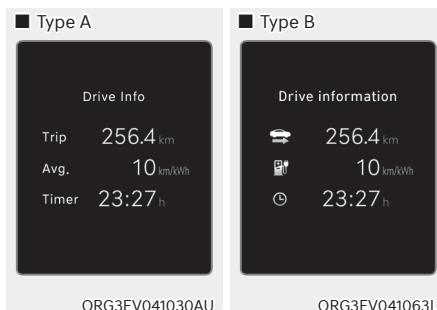 ■ Type A
Drive Info
Trip 256.4 km
Avg. 10 km/kWh
Timer 23:27 h
ORG3EV041030AU
■ Type B
Drive information
256.4 km
10 km/kWh
23:27 h
ORG3EV041063L